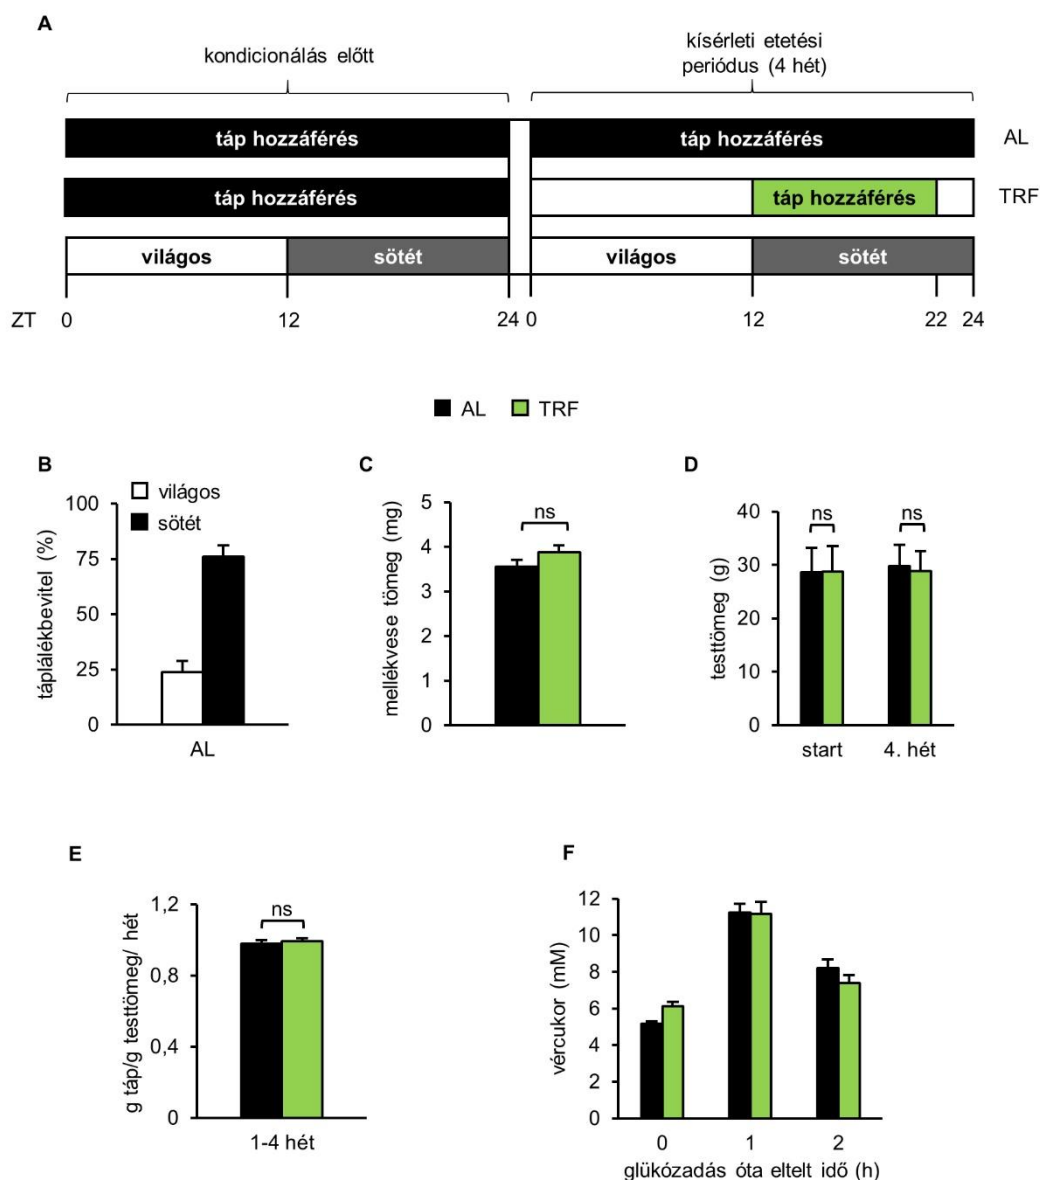 A
kondicionálás előtt
kísérleti etetési
periódus (4 hét)
táp hozzáférés
táp hozzáférés
AL
táp hozzáférés
táp hozzáférés
TRF
világos
sötét
világos
sötét
ZT
0
12
24
0
12
22
24
AL
TRF
B
világos
sötét
táplálékbevitel (%)
100
75
50
25
0
AL
C
mellékvese tömeg (mg)
5
4
3
2
1
0
ns
D
testtömeg (g)
40
30
20
10
0
ns
ns
start
4. hét
E
g táp/g testtömeg/ hét
1,2
0,8
0,4
0
ns
1-4 hét
F
vércukor (mM)
12
10
8
6
4
2
0
0
1
2
glükózadás óta eltelt idő (h)